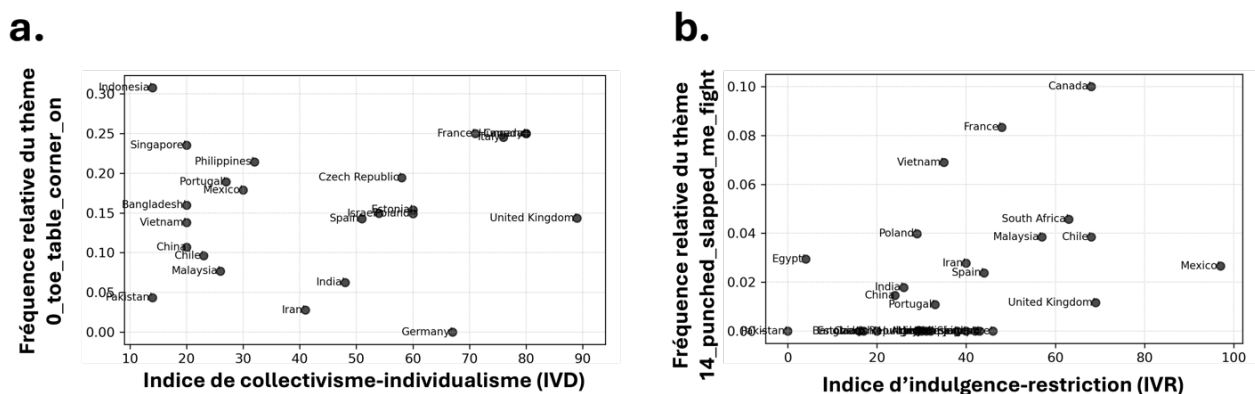 a.
Fréquence relative du thème
0_toe_table_corner_on
0.30
0.25
0.20
0.15
0.10
0.05
0.00
Indonesia
Singapore
Philippines
Portugal
Mexico
Bangladesh
Vietnam
China
Chile
Malaysia
Pakistan
France
Canada
Italy
Czech Republic
Estonia
Israel
Poland
Spain
United Kingdom
India
Iran
Germany
10 20 30 40 50 60 70 80 90
Indice de collectivisme-individualisme (IVD)
b.
Fréquence relative du thème
14_punched_slapped_me_fight
0.10
0.08
0.06
0.04
0.02
0.00
Canada
France
Vietnam
South Africa
Poland
Malaysia
Chile
Egypt
Iran
Spain
Mexico
India
China
Portugal
United Kingdom
Pakistan
0 20 40 60 80 100
Indice d’indulgence-restriction (IVR)